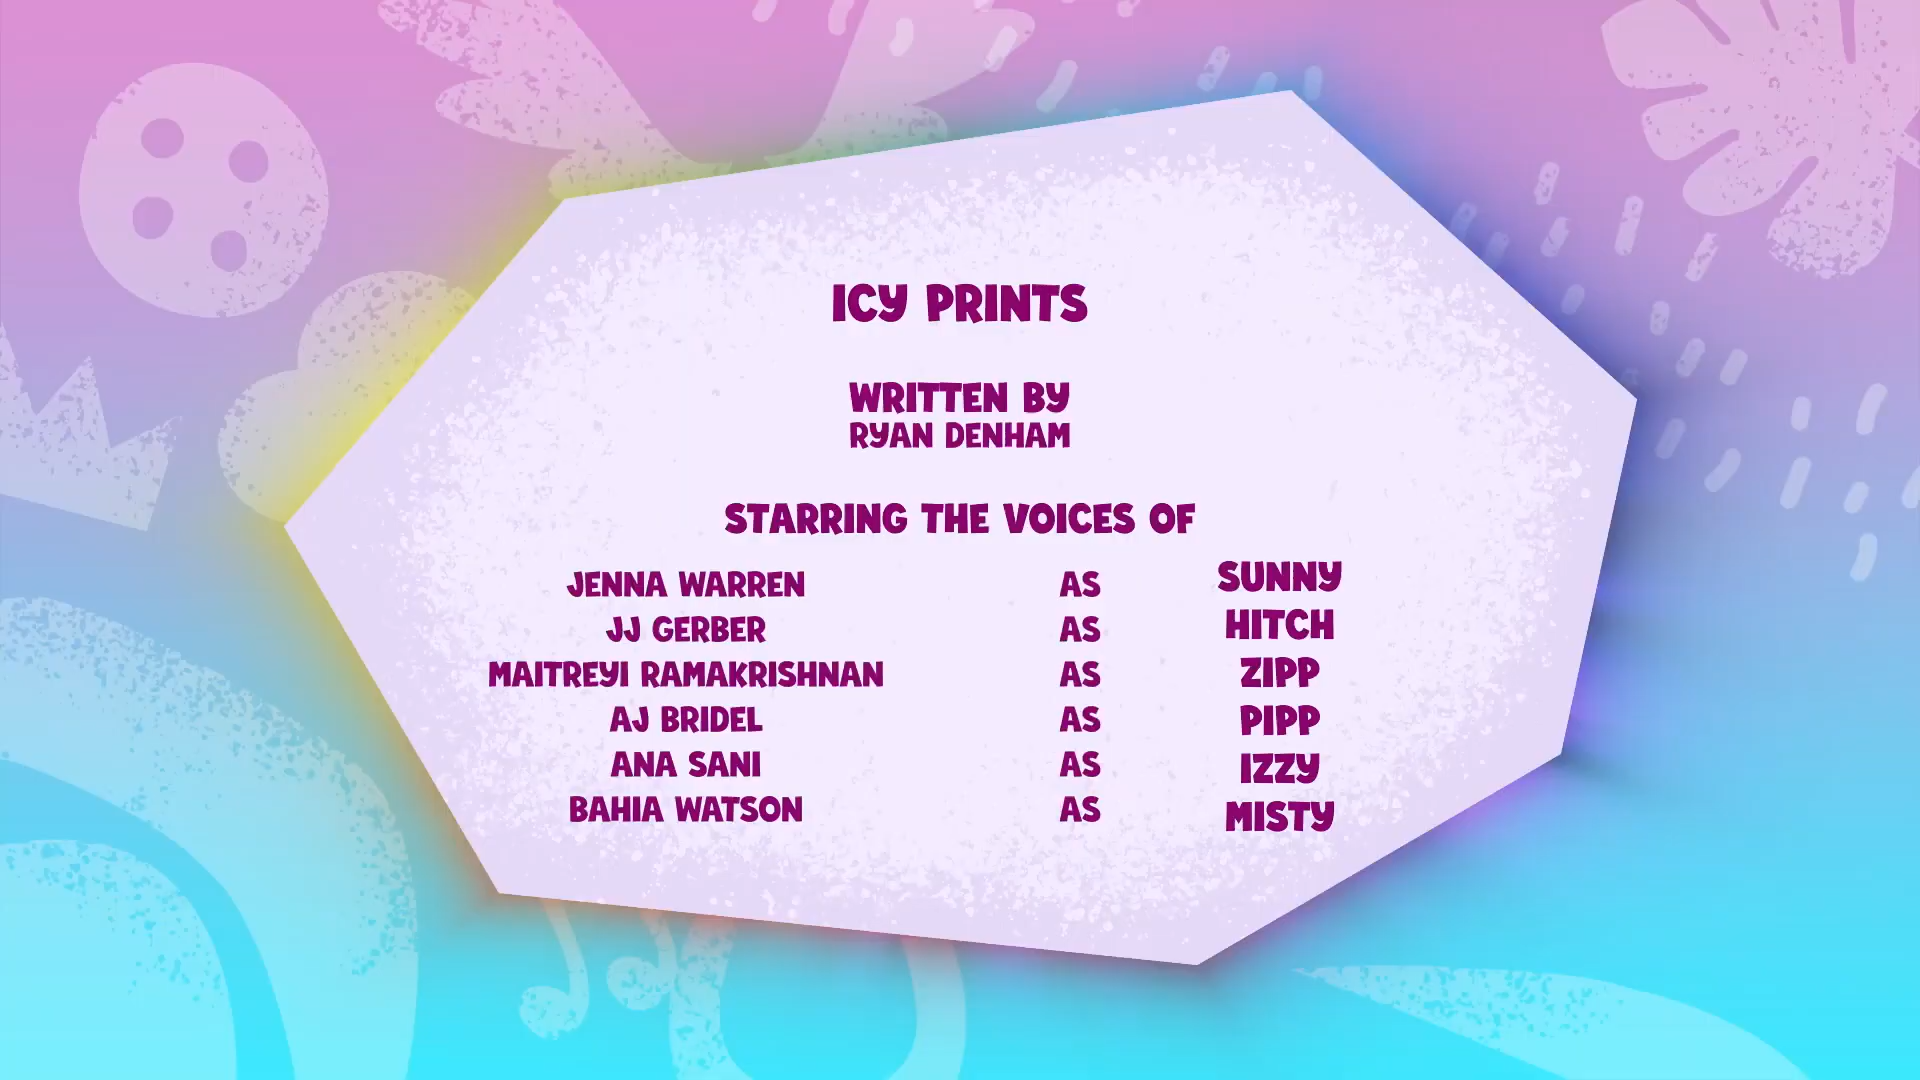 ICY PRINTS
WRITTEN BY
RYAN DENHAM
STARRING THE VOICES OF
JENNA WARREN AS SUNNY
JJ GERBER AS HITCH
MAITREYI RAMAKRISHNAN AS ZIPP
AJ BRIDEL AS PIPP
ANA SANI AS IZZY
BAHIA WATSON AS MISTY